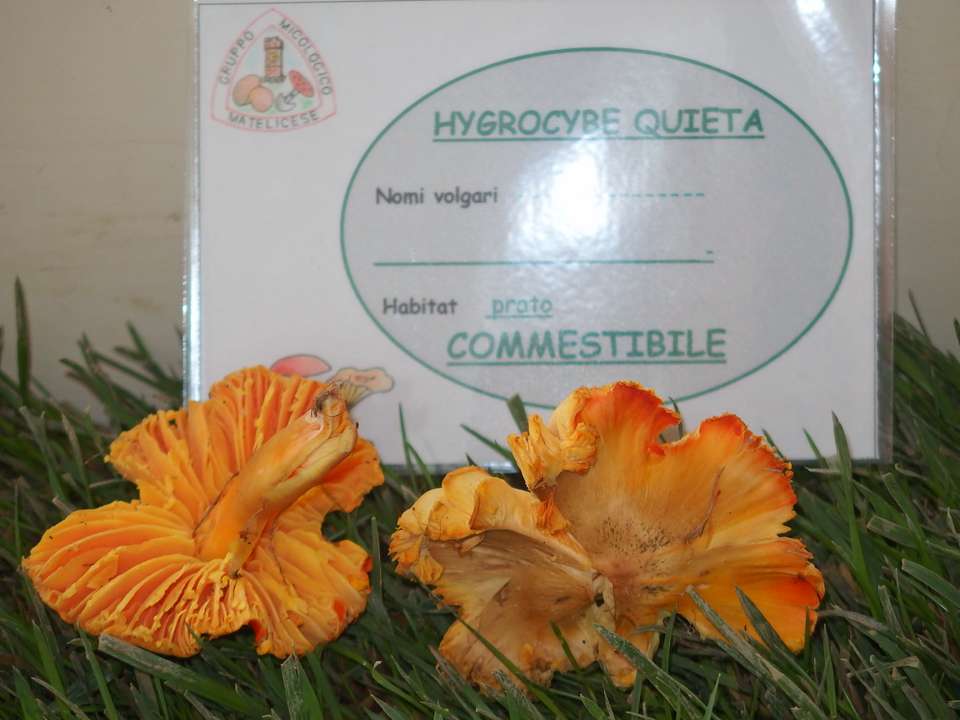 GRUPPO MICOLOGICO MATELICESE
HYGROCYBE QUIETA
Nomi volgari
Habitat prato
COMMESTIBILE